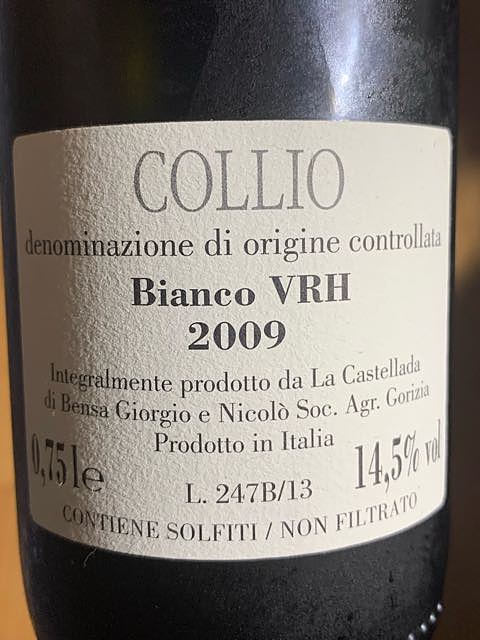 COLLIO
denominazione di origine controllata
Bianco VRH
2009
Integralmente prodotto da La Castellada
di Bensa Giorgio e Nicolò Soc. Agr. Gorizia
Prodotto in Italia
0,75 l e 14,5% vol
L. 247B/13
CONTIENE SOLFITI / NON FILTRATO